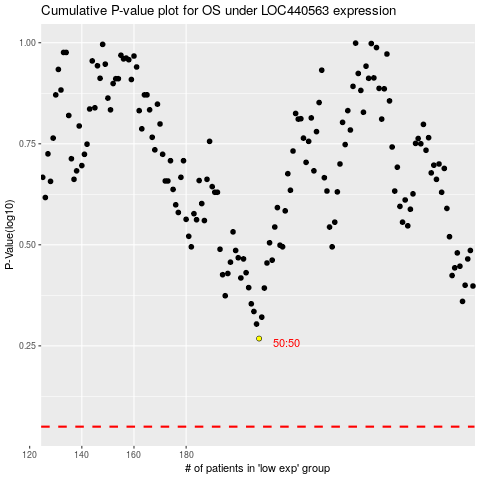 Cumulative P-value plot for OS under LOC440563 expression
P-Value(log10)
1.00
0.75
0.50
0.25
50:50
120 140 160 180
# of patients in 'low exp' group